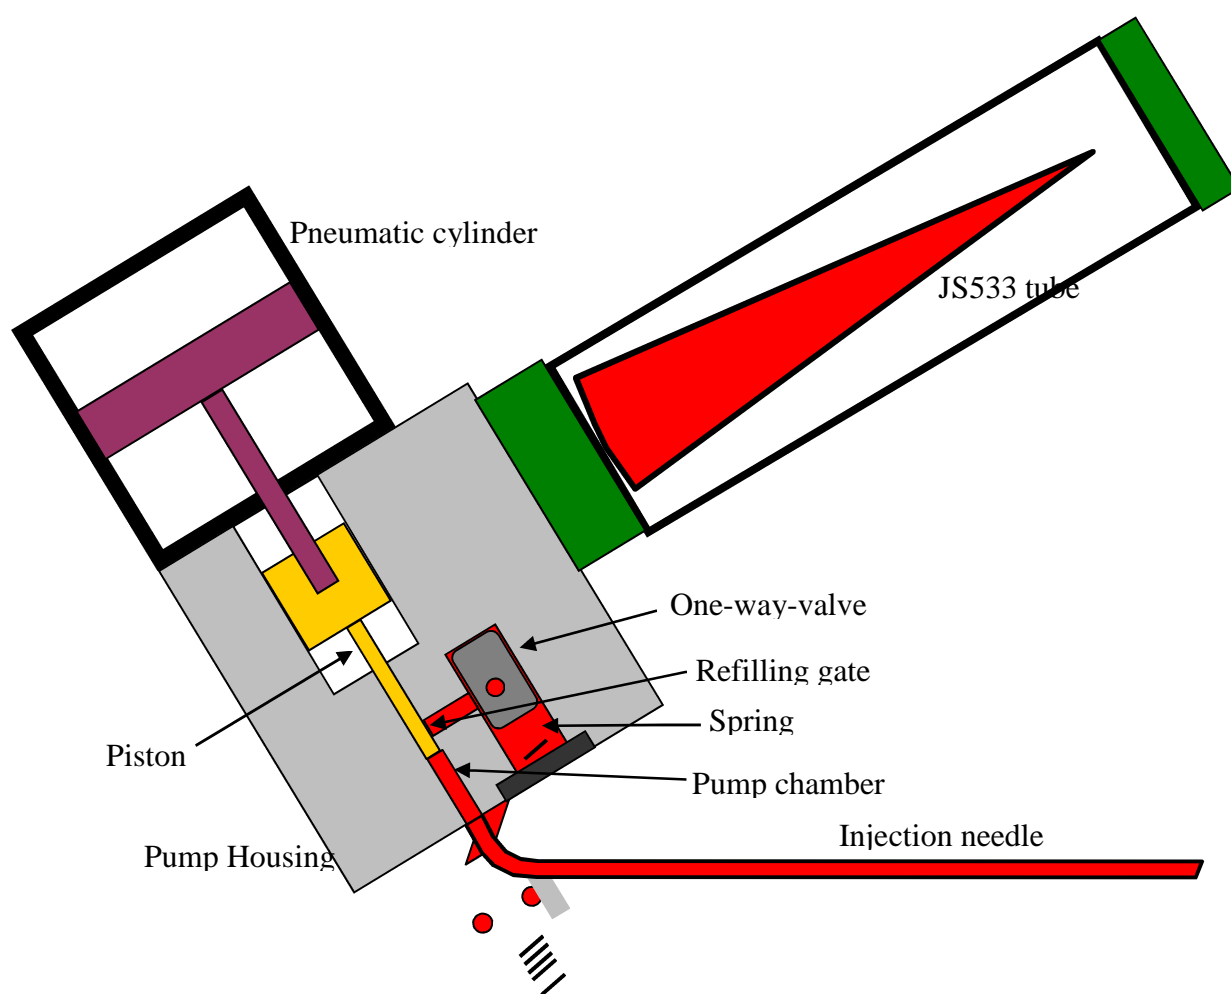 Pneumatic cylinder
JS533 tube
One-way-valve
Refilling gate
Spring
Piston
Pump chamber
Injection needle
Pump Housing